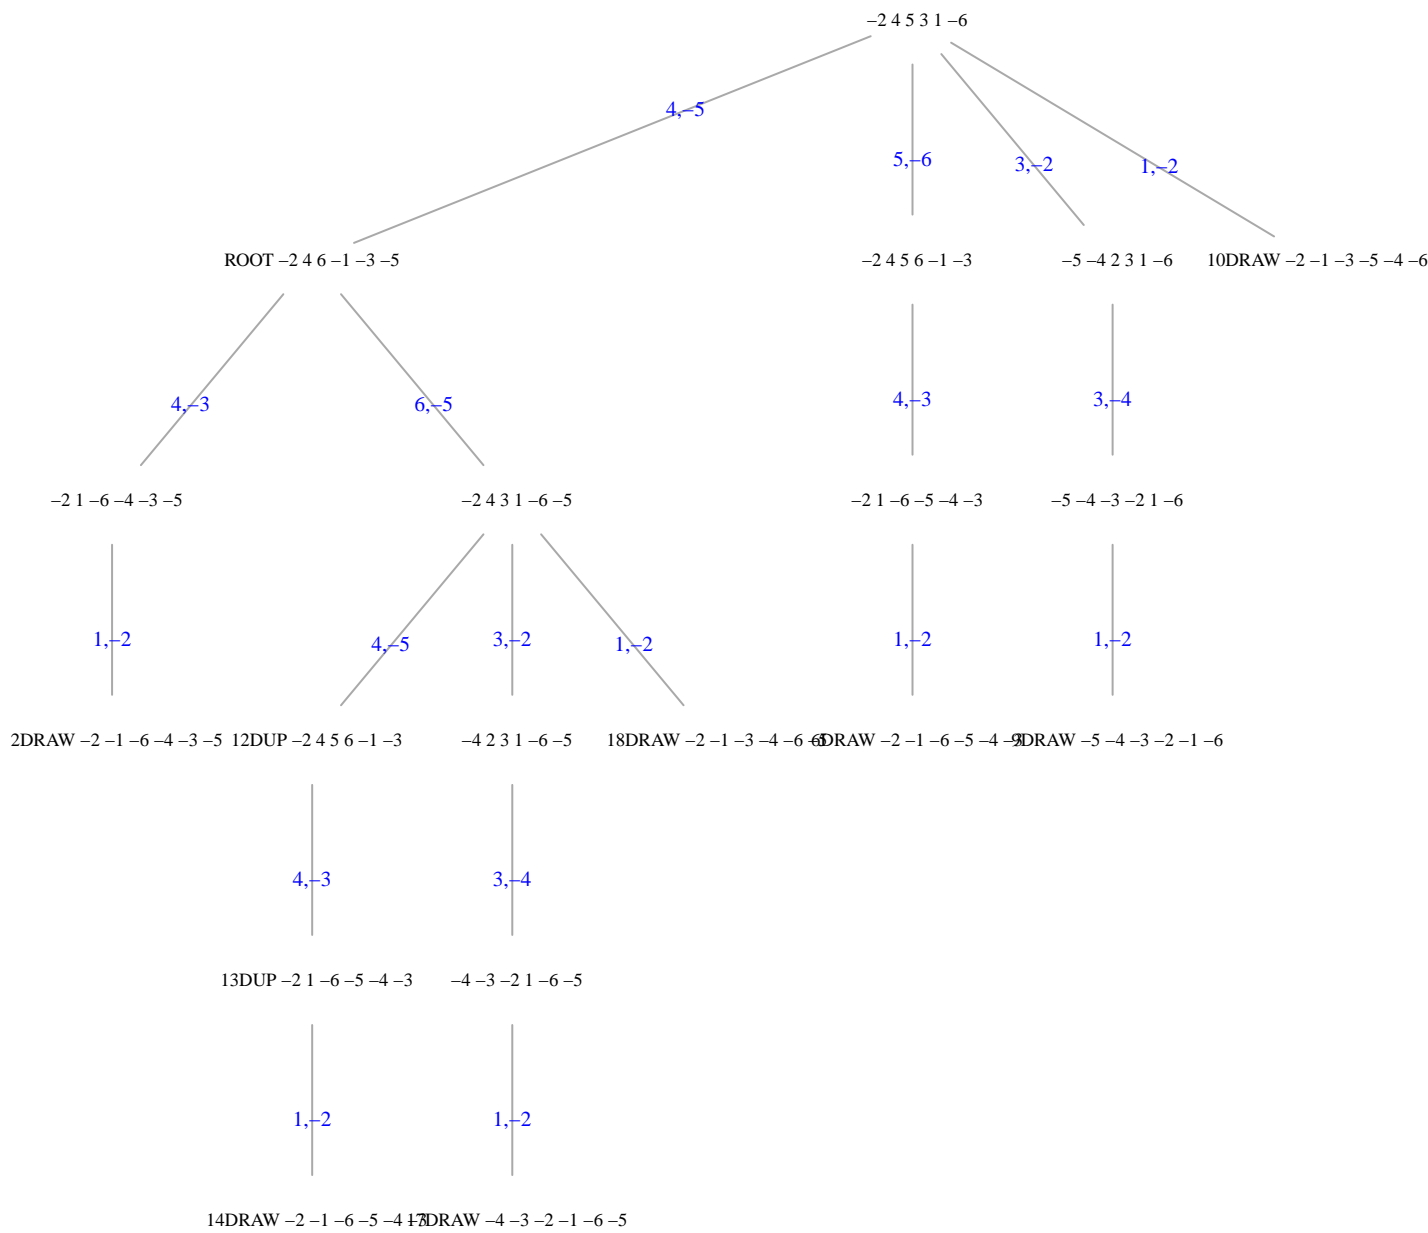 –2 4 5 3 1 –6
4,–5
5,–6
3,–2
1,–2
ROOT –2 4 6 –1 –3 –5
–2 4 5 6 –1 –3
–5 –4 2 3 1 –6
10DRAW –2 –1 –3 –5 –4 –6
4,–3
6,–5
4,–3
3,–4
–2 1 –6 –4 –3 –5
–2 4 3 1 –6 –5
–2 1 –6 –5 –4 –3
–5 –4 –3 –2 1 –6
1,–2
4,–5
3,–2
1,–2
1,–2
1,–2
2DRAW –2 –1 –6 –4 –3 –5
12DUP –2 4 5 6 –1 –3
–4 2 3 1 –6 –5
18DRAW –2 –1 –3 –4 –6 –5
6DRAW –2 –1 –6 –5 –4 –3
9DRAW –5 –4 –3 –2 –1 –6
4,–3
3,–4
13DUP –2 1 –6 –5 –4 –3
–4 –3 –2 1 –6 –5
1,–2
1,–2
14DRAW –2 –1 –6 –5 –4 –3
17DRAW –4 –3 –2 –1 –6 –5